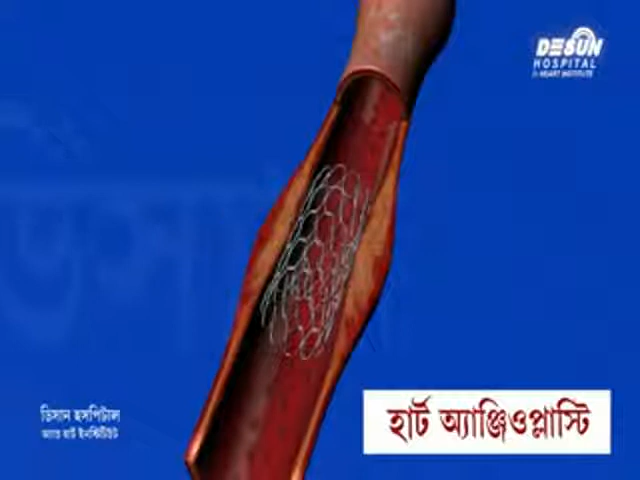 DESUN
HOSPITAL
& HEART INSTITUTE
ডিসান
ডিসান হসপিটাল
অ্যান্ড হার্ট ইনস্টিটিউট
হার্ট অ্যাঞ্জিওপ্লাস্টি